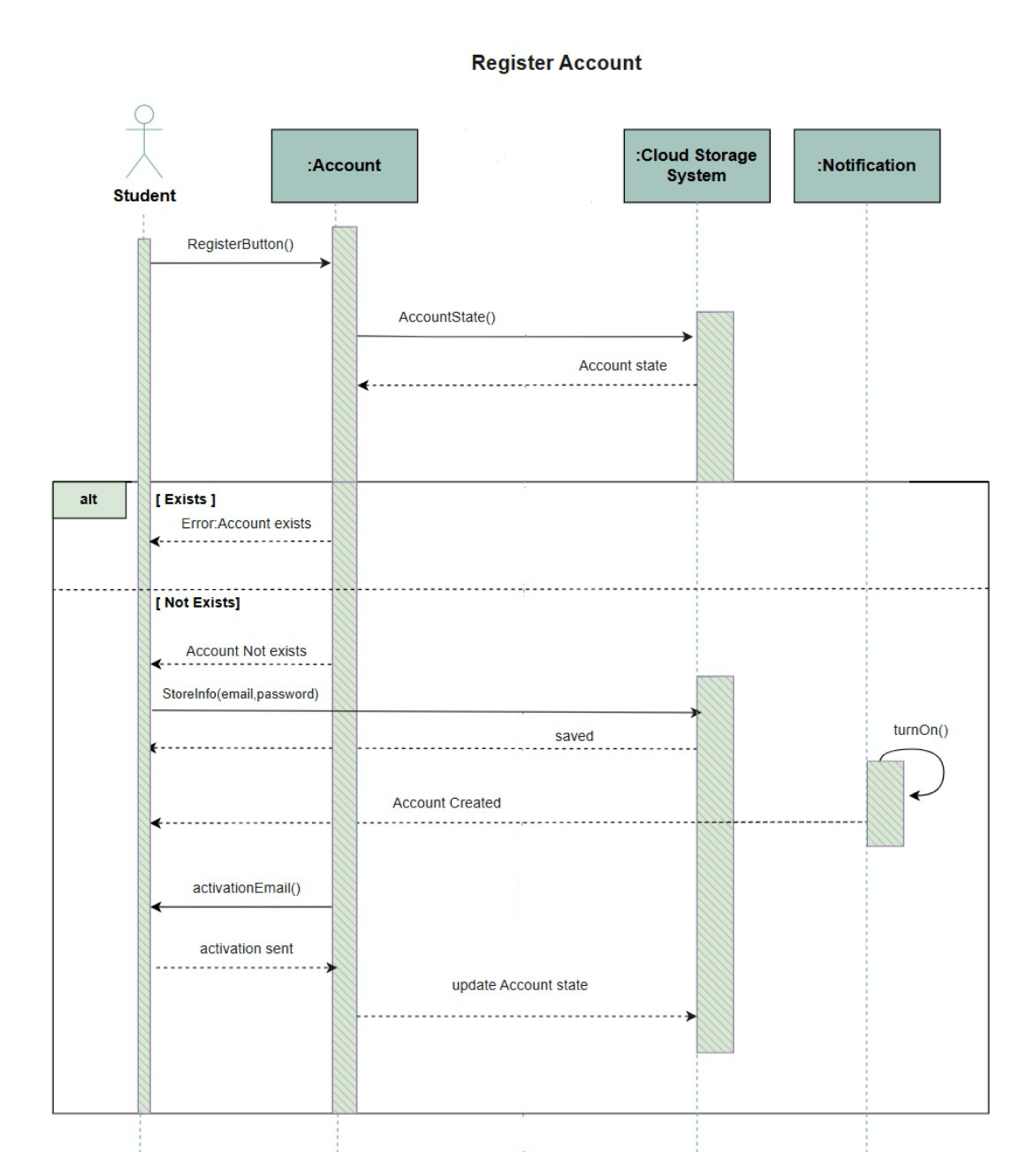 Register Account
Student
:Account
:Cloud Storage
System
:Notification
RegisterButton()
AccountState()
Account state
alt
[ Exists ]
Error:Account exists
[ Not Exists]
Account Not exists
StoreInfo(email,password)
turnOn()
saved
Account Created
activationEmail()
activation sent
update Account state